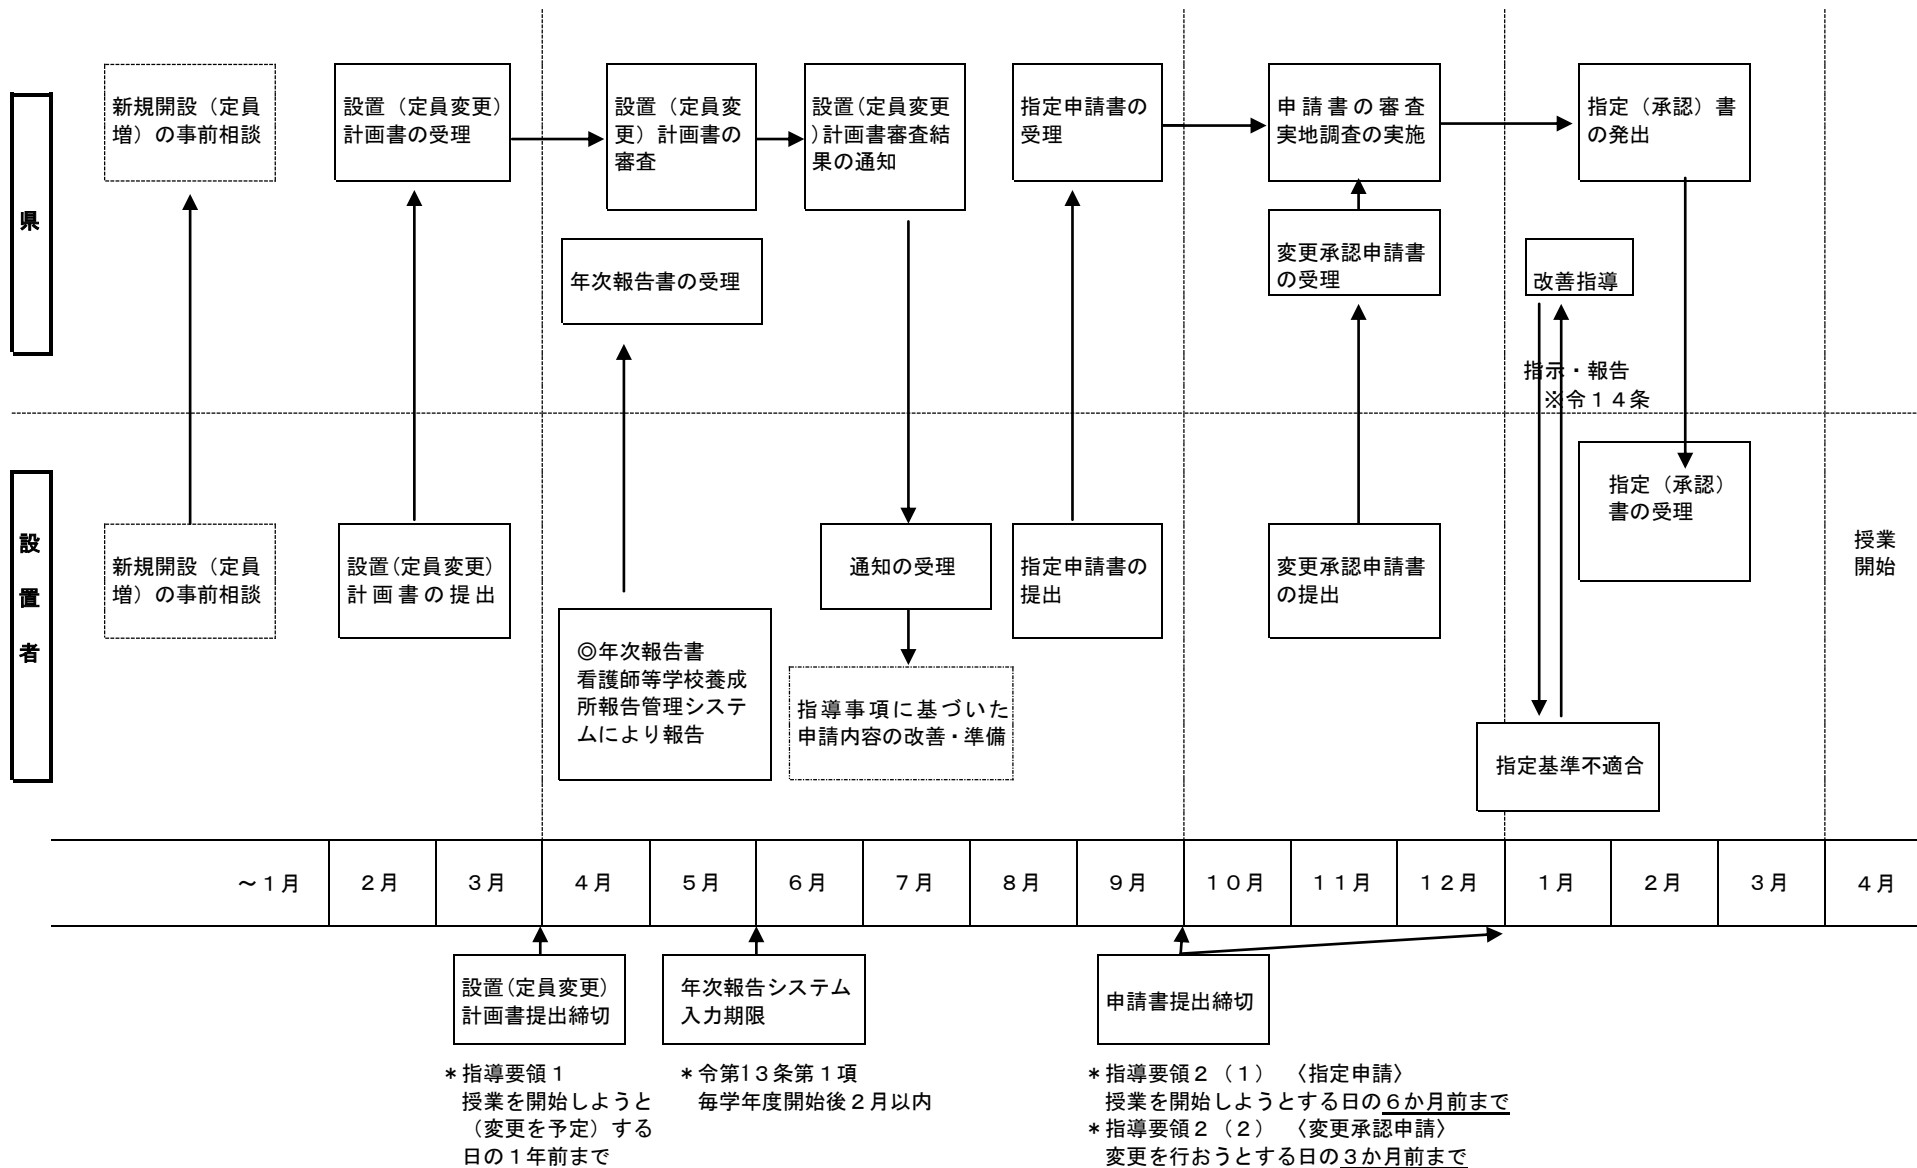 県
新規開設（定員
増）の事前相談
設置（定員変更）
計画書の受理
設置（定員変
更）計画書の
審査
設置（定員変更
）計画書審査結
果の通知
指定申請書の
受理
申請書の審査
実地調査の実施
指定（承認）書
の発出
年次報告書の受理
変更承認申請書
の受理
改善指導
指示・報告
※令１４条
設置者
新規開設（定員
増）の事前相談
設置（定員変更）
計画書の提出
◎年次報告書
看護師等学校養成
所報告管理システ
ムにより報告
通知の受理
指導事項に基づいた
申請内容の改善・準備
指定申請書の
提出
変更承認申請書
の提出
指定（承認）
書の受理
指定基準不適合
授業
開始
～１月
２月
３月
４月
５月
６月
７月
８月
９月
１０月
１１月
１２月
１月
２月
３月
４月
設置（定員変更）
計画書提出締切
年次報告システム
入力期限
申請書提出締切
＊指導要領１
授業を開始しようと
（変更を予定）する
日の１年前まで
＊令第13条第１項
毎学年度開始後２月以内
＊指導要領２（１）〈指定申請〉
授業を開始しようとする日の６か月前まで
＊指導要領２（２）〈変更承認申請〉
変更を行おうとする日の３か月前まで